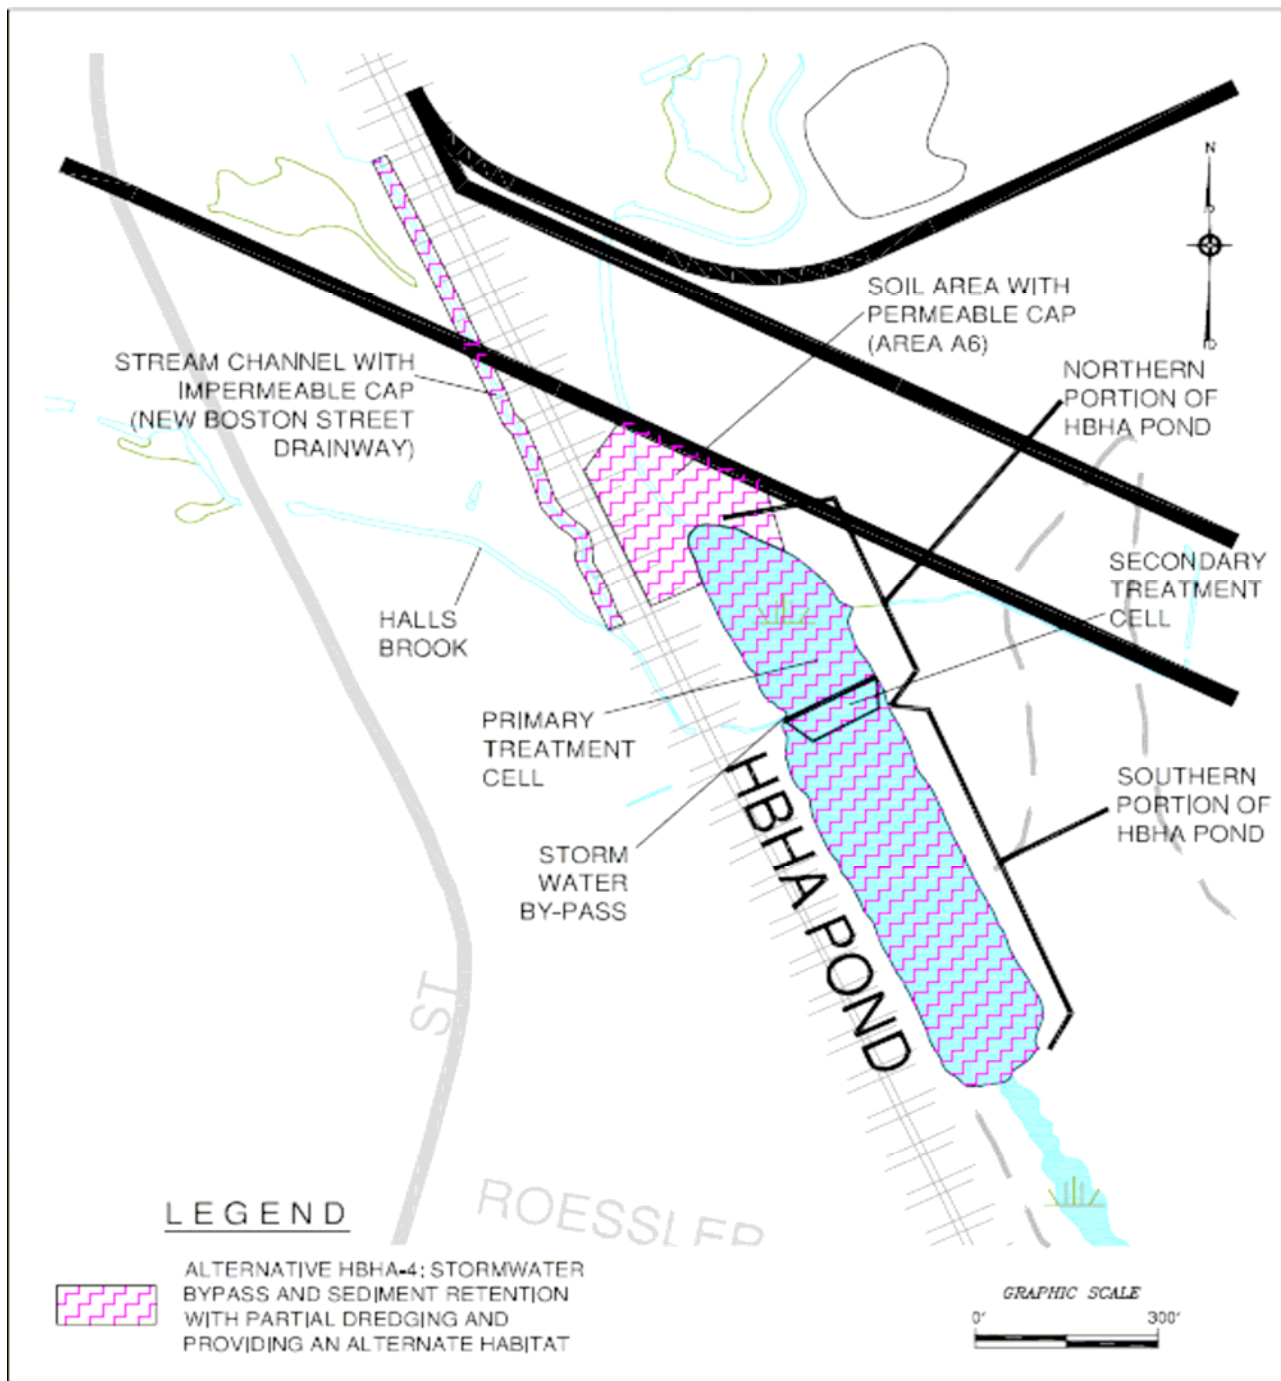 N
SOIL AREA WITH
PERMEABLE CAP
(AREA A6)
NORTHERN
PORTION OF
HBHA POND
STREAM CHANNEL WITH
IMPERMEABLE CAP
(NEW BOSTON STREET
DRAINWAY)
SECONDARY
TREATMENT
CELL
HALLS
BROOK
PRIMARY
TREATMENT
CELL
SOUTHERN
PORTION OF
HBHA POND
STORM
WATER
BY-PASS
HBHA POND
ST
ROESSLER
LEGEND
ALTERNATIVE HBHA-4: STORMWATER
BYPASS AND SEDIMENT RETENTION
WITH PARTIAL DREDGING AND
PROVIDING AN ALTERNATE HABITAT
GRAPHIC SCALE
0' 300'